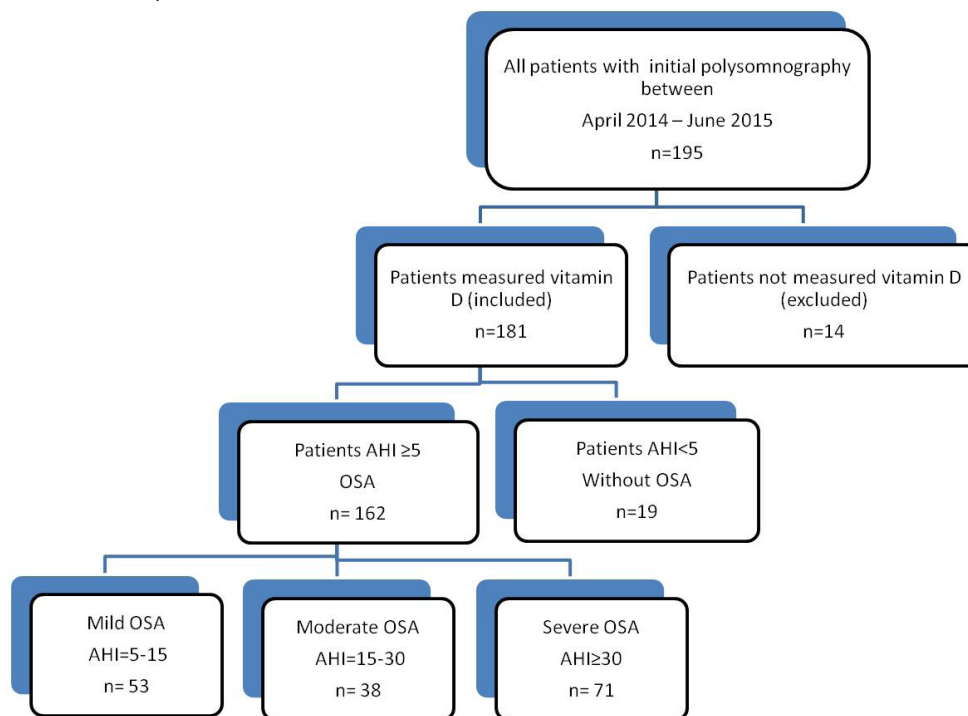 All patients with initial polysomnography
between
April 2014 – June 2015
n=195
Patients measured vitamin
D (included)
n=181
Patients not measured vitamin D
(excluded)
n=14
Patients AHI ≥5
OSA
n= 162
Patients AHI<5
Without OSA
n=19
Mild OSA
AHI=5-15
n= 53
Moderate OSA
AHI=15-30
n= 38
Severe OSA
AHI≥30
n= 71